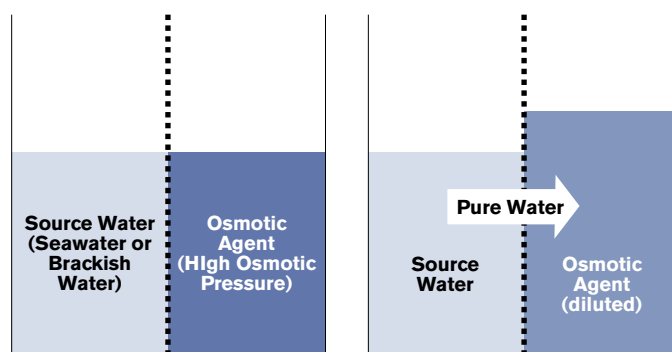 Source Water
(Seawater or
Brackish
Water)
Osmotic
Agent
(HIgh Osmotic
Pressure)
Pure Water
Source
Water
Osmotic
Agent
(diluted)